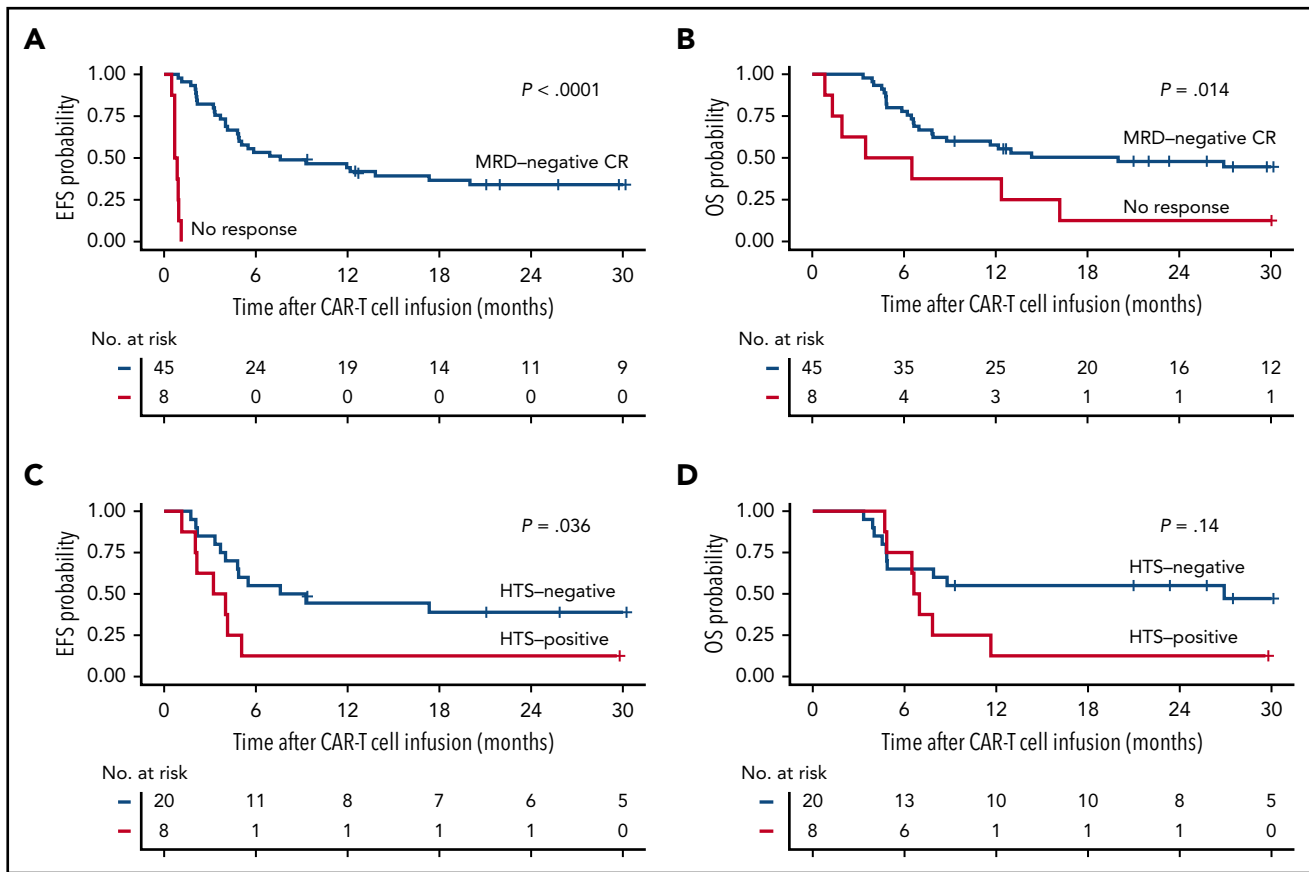 A
1.00
0.75
0.50
0.25
0.00
EFS probability
P < .0001
MRD–negative CR
No response
0 6 12 18 24 30
Time after CAR-T cell infusion (months)
No. at risk
45 24 19 14 11 9
8 0 0 0 0 0
B
1.00
0.75
0.50
0.25
0.00
OS probability
P = .014
MRD–negative CR
No response
0 6 12 18 24 30
Time after CAR-T cell infusion (months)
No. at risk
45 35 25 20 16 12
8 4 3 1 1 1
C
1.00
0.75
0.50
0.25
0.00
EFS probability
P = .036
HTS–negative
HTS–positive
0 6 12 18 24 30
Time after CAR-T cell infusion (months)
No. at risk
20 11 8 7 6 5
8 1 1 1 1 0
D
1.00
0.75
0.50
0.25
0.00
OS probability
P = .14
HTS–negative
HTS–positive
0 6 12 18 24 30
Time after CAR-T cell infusion (months)
No. at risk
20 13 10 10 8 5
8 6 1 1 1 0